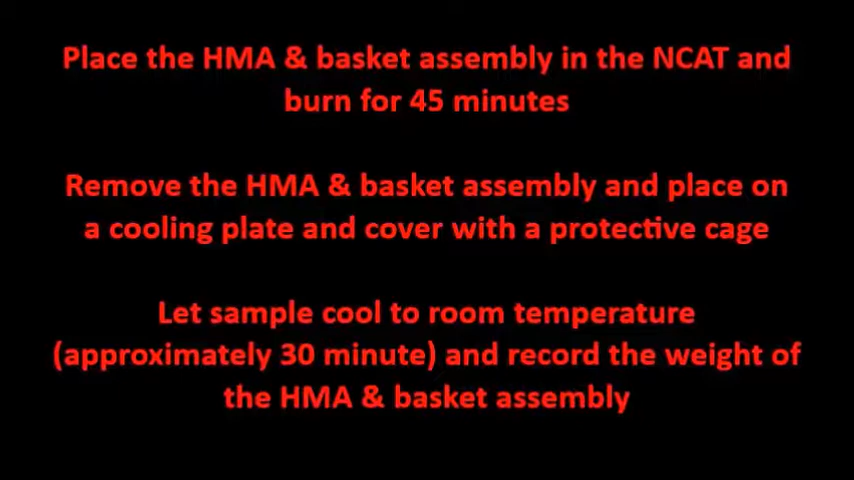 Place the HMA & basket assembly in the NCAT and
burn for 45 minutes
Remove the HMA & basket assembly and place on
a cooling plate and cover with a protective cage
Let sample cool to room temperature
(approximately 30 minute) and record the weight of
the HMA & basket assembly